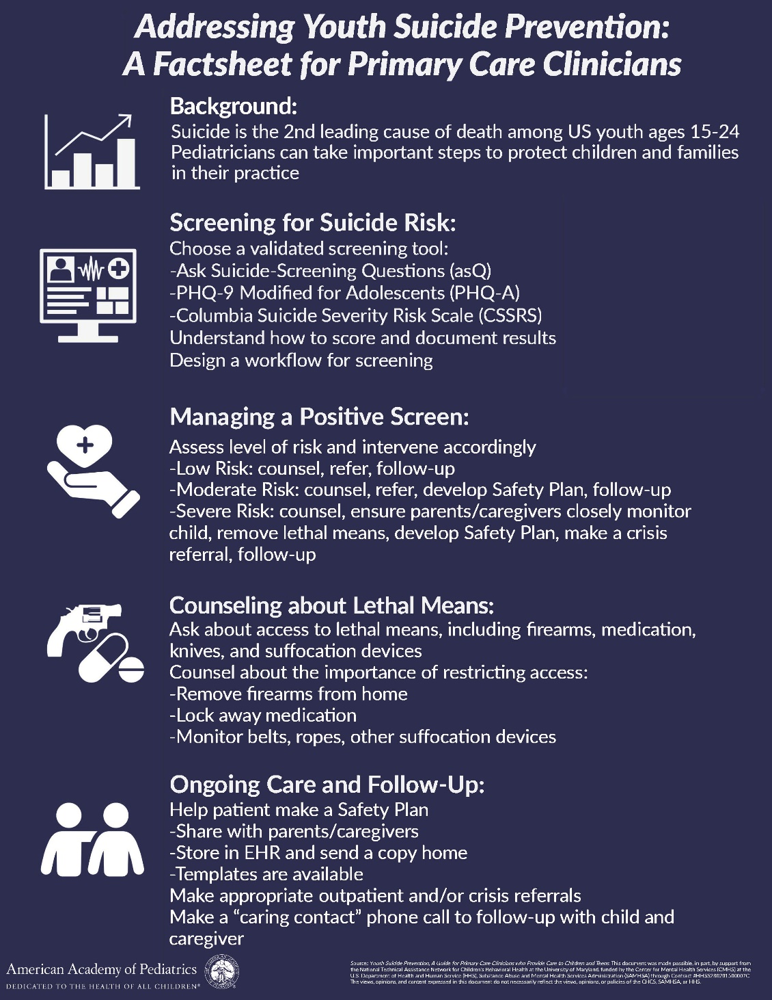 Addressing Youth Suicide Prevention:
A Factsheet for Primary Care Clinicians
Background:
Suicide is the 2nd leading cause of death among US youth ages 15-24
Pediatricians can take important steps to protect children and families
in their practice
Screening for Suicide Risk:
Choose a validated screening tool:
-Ask Suicide-Screening Questions (asQ)
-PHQ-9 Modified for Adolescents (PHQ-A)
-Columbia Suicide Severity Risk Scale (CSSRS)
Understand how to score and document results
Design a workflow for screening
Managing a Positive Screen:
Assess level of risk and intervene accordingly
-Low Risk: counsel, refer, follow-up
-Moderate Risk: counsel, refer, develop Safety Plan, follow-up
-Severe Risk: counsel, ensure parents/caregivers closely monitor
child, remove lethal means, develop Safety Plan, make a crisis
referral, follow-up
Counseling about Lethal Means:
Ask about access to lethal means, including firearms, medication,
knives, and suffocation devices
Counsel about the importance of restricting access:
-Remove firearms from home
-Lock away medication
-Monitor belts, ropes, other suffocation devices
Ongoing Care and Follow-Up:
Help patient make a Safety Plan
-Share with parents/caregivers
-Store in EHR and send a copy home
-Templates are available
Make appropriate outpatient and/or crisis referrals
Make a “caring contact” phone call to follow-up with child and
caregiver
American Academy of Pediatrics
DEDICATED TO THE HEALTH OF ALL CHILDREN®
Source: Youth Suicide Prevention, A Guide for Primary Care Clinicians who Provide Care to Children and Teens. This document was made possible, in part, by support from
the National Technical Assistance Network for Children's Behavioral Health at the University of Maryland, funded by the Center for Mental Health Services (CMHS) at the
U.S. Department of Health and Human Service (HHS), Substance Abuse and Mental Health Services Administration (SAMHSA) through Contract #HHSS280201500007C.
The views, opinions, and content expressed in this document do not necessarily reflect the views, opinions, or policies of the CHCS, SAMHSA, or HHS.